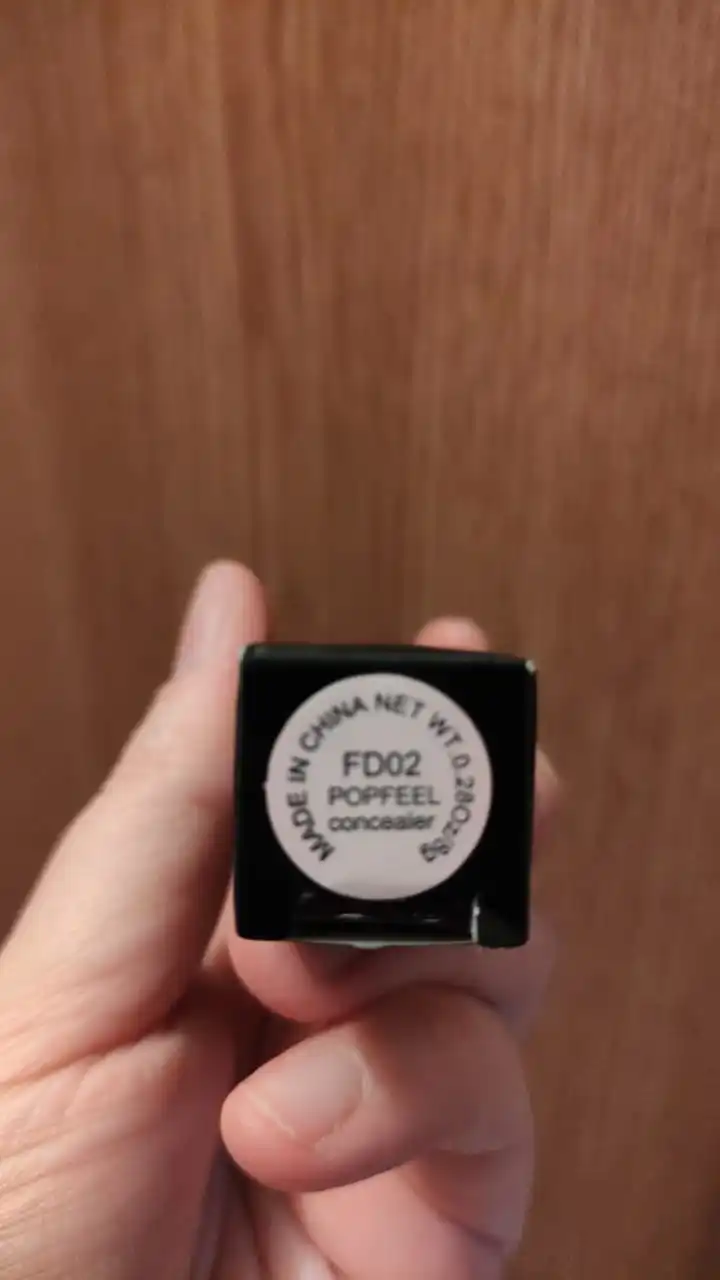 MADE IN CHINA NET WT.0.28Oz/8g
FD02
POPFEEL
concealer